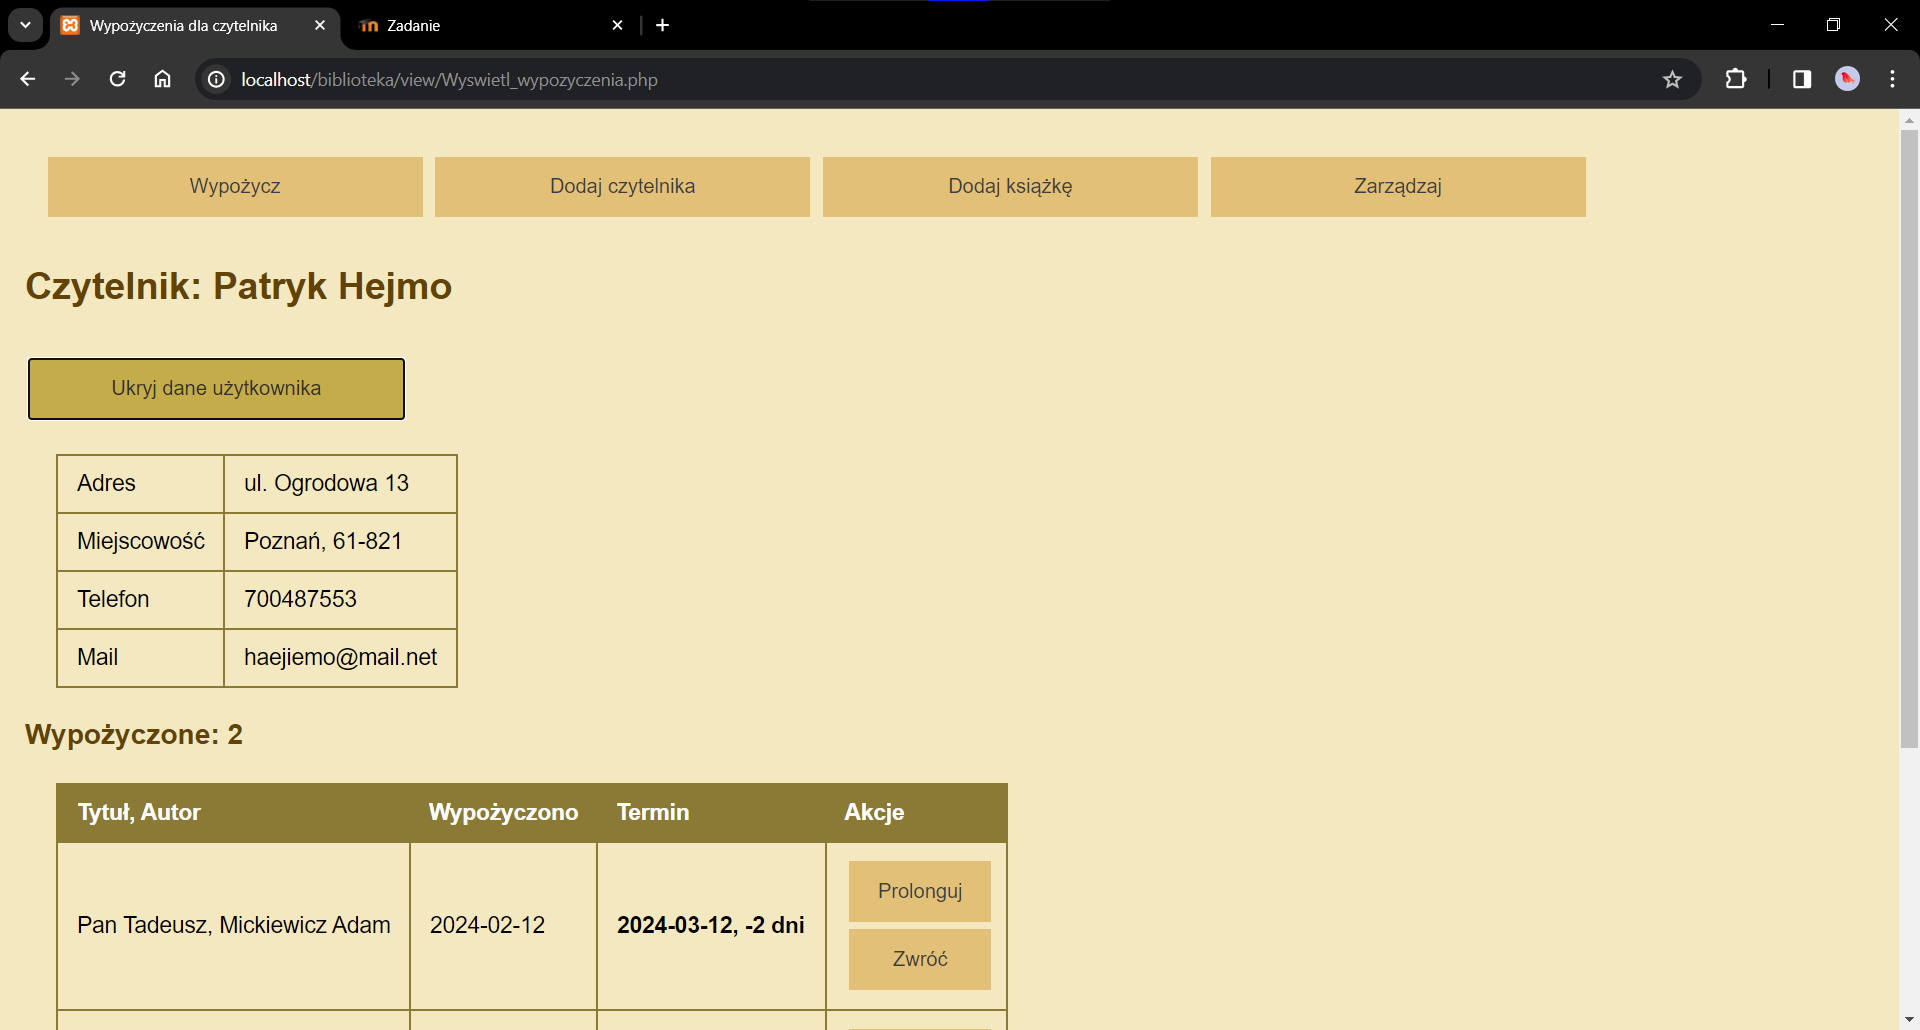 Wypożyczenia dla czytelnika
Zadanie
localhost/biblioteka/view/Wyswietl_wypozyczenia.php
Wypożycz Dodaj czytelnika Dodaj książkę Zarządzaj
Czytelnik: Patryk Hejmo
Ukryj dane użytkownika
Adres ul. Ogrodowa 13
Miejscowość Poznań, 61-821
Telefon 700487553
Mail haejiemo@mail.net
Wypożyczone: 2
Tytuł, Autor Wypożyczono Termin Akcje
Pan Tadeusz, Mickiewicz Adam 2024-02-12 2024-03-12, -2 dni Prolonguj
Zwróć